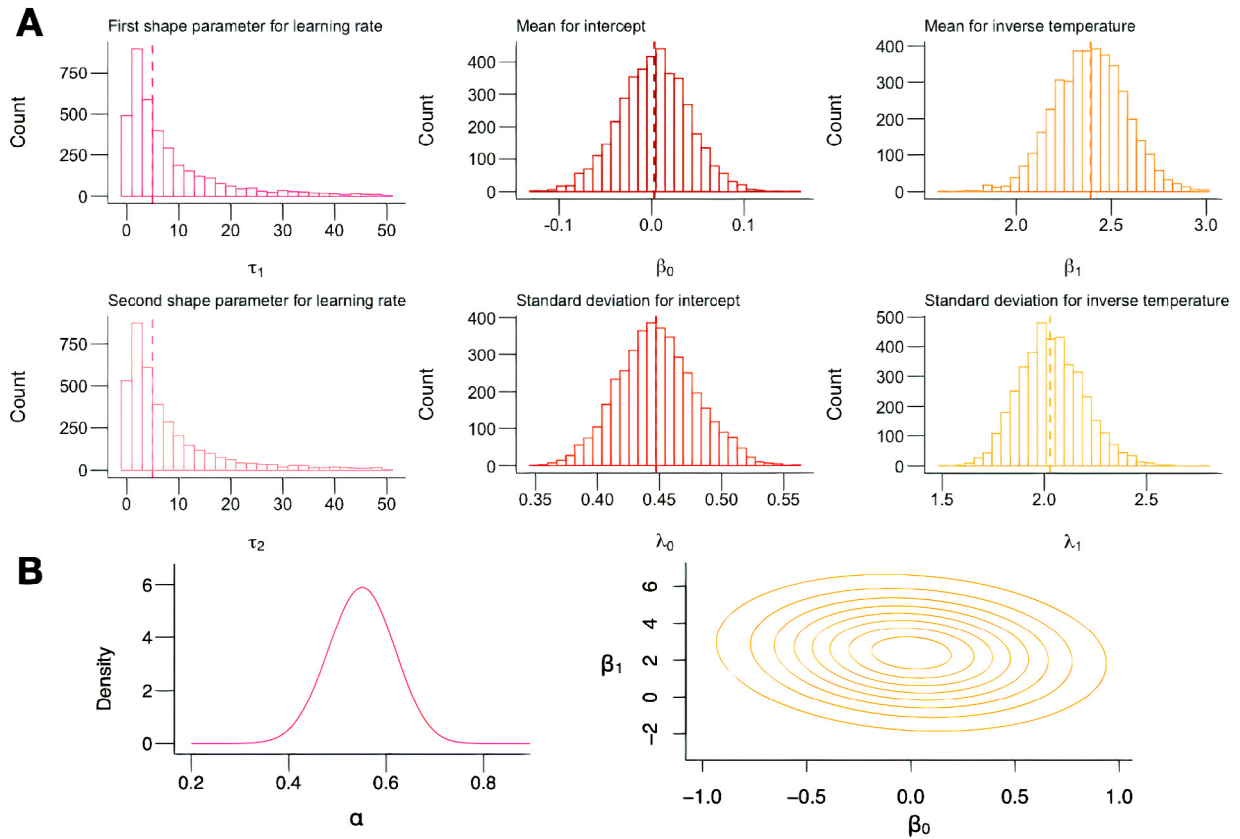 A
First shape parameter for learning rate
Count
750
500
250
0
0 10 20 30 40 50
τ1
Mean for intercept
Count
400
300
200
100
0
-0.1 0.0 0.1
β0
Mean for inverse temperature
Count
400
300
200
100
0
2.0 2.5 3.0
β1
Second shape parameter for learning rate
Count
750
500
250
0
0 10 20 30 40 50
τ2
Standard deviation for intercept
Count
400
300
200
100
0
0.35 0.40 0.45 0.50 0.55
λ0
Standard deviation for inverse temperature
Count
500
400
300
200
100
0
1.5 2.0 2.5
λ1
B
Density
6
4
2
0
0.2 0.4 0.6 0.8
α
β1
6
4
2
0
−2
−1.0 −0.5 0.0 0.5 1.0
β0